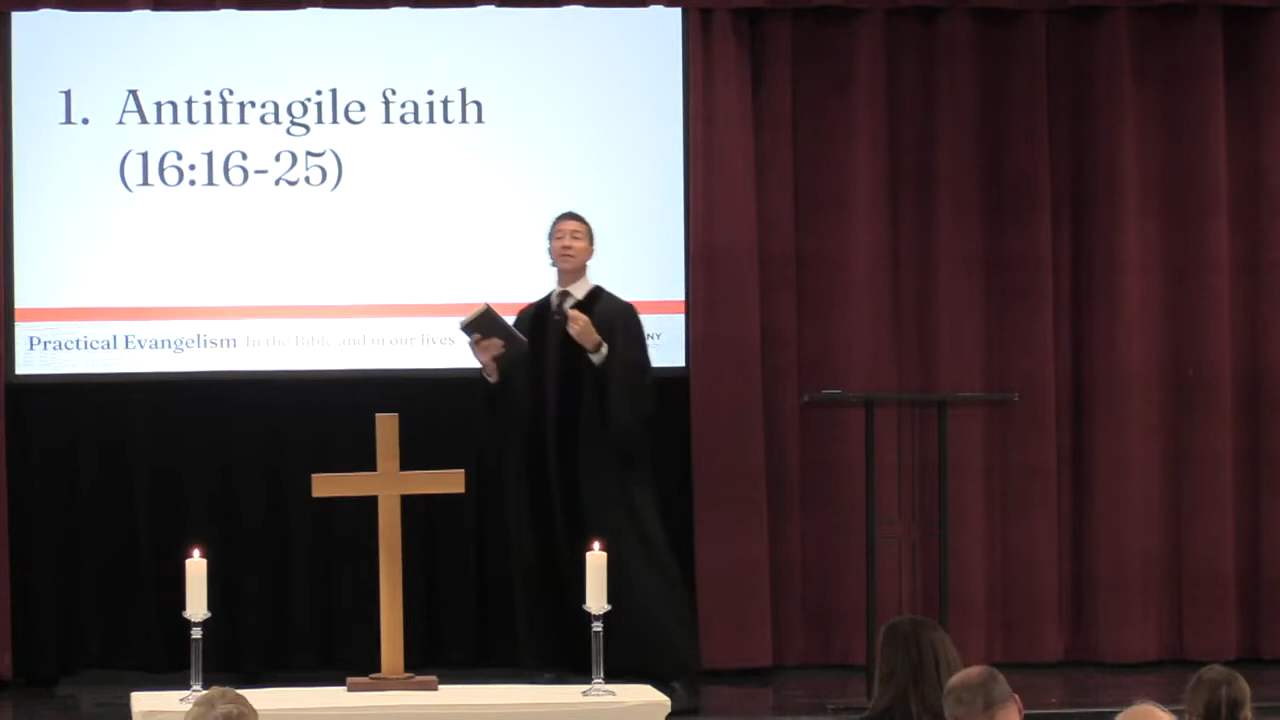 1. Antifragile faith
(16:16-25)
Practical Evangelism In the Bible and in our lives